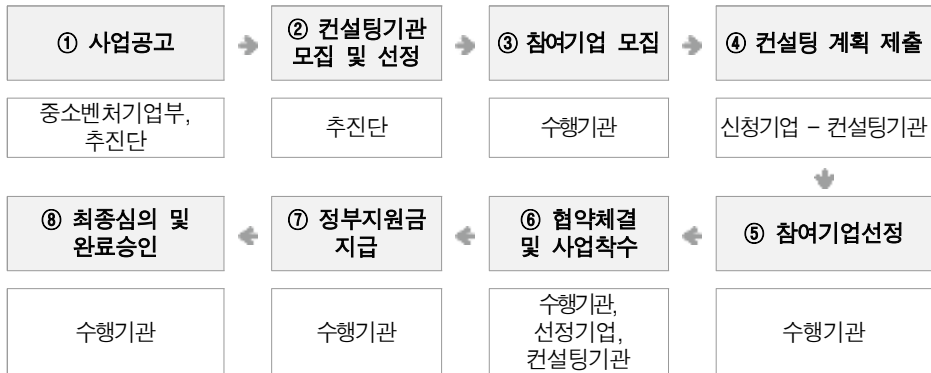 ① 사업공고
② 컨설팅기관
모집 및 선정
③ 참여기업 모집
④ 컨설팅 계획 제출
중소벤처기업부,
추진단
추진단
수행기관
신청기업 – 컨설팅기관
⑧ 최종심의 및
완료승인
⑦ 정부지원금
지급
⑥ 협약체결
및 사업착수
⑤ 참여기업선정
수행기관
수행기관
수행기관,
선정기업,
컨설팅기관
수행기관